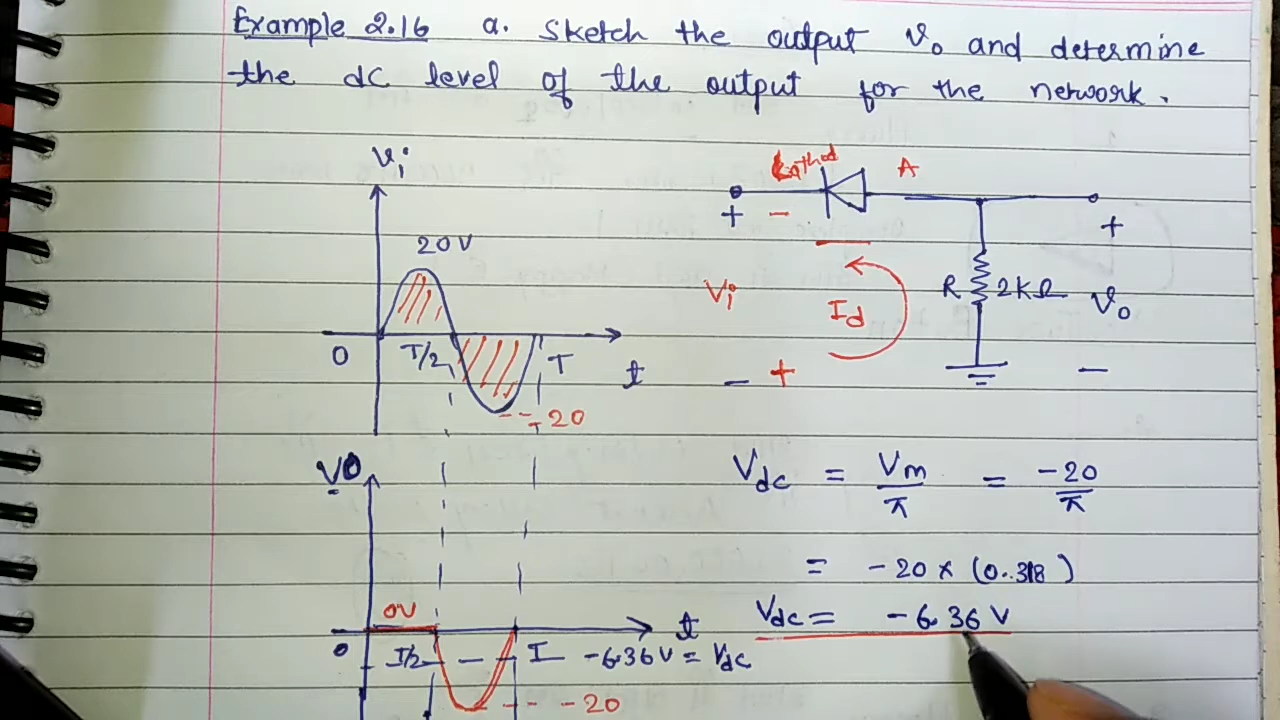 Example 2.16 a. Sketch the output v₀ and determine
the dc level of the output for the network.
Vi
20V
0 T/2 T t
-20
Cathod A
+ - +
Vi Id R 2KΩ V₀
- + -
V0
0V
0 T/2 T t
-6.36V = Vdc
-20
Vdc = Vm/π = -20/π
= -20 × (0.318)
Vdc = -6.36 V